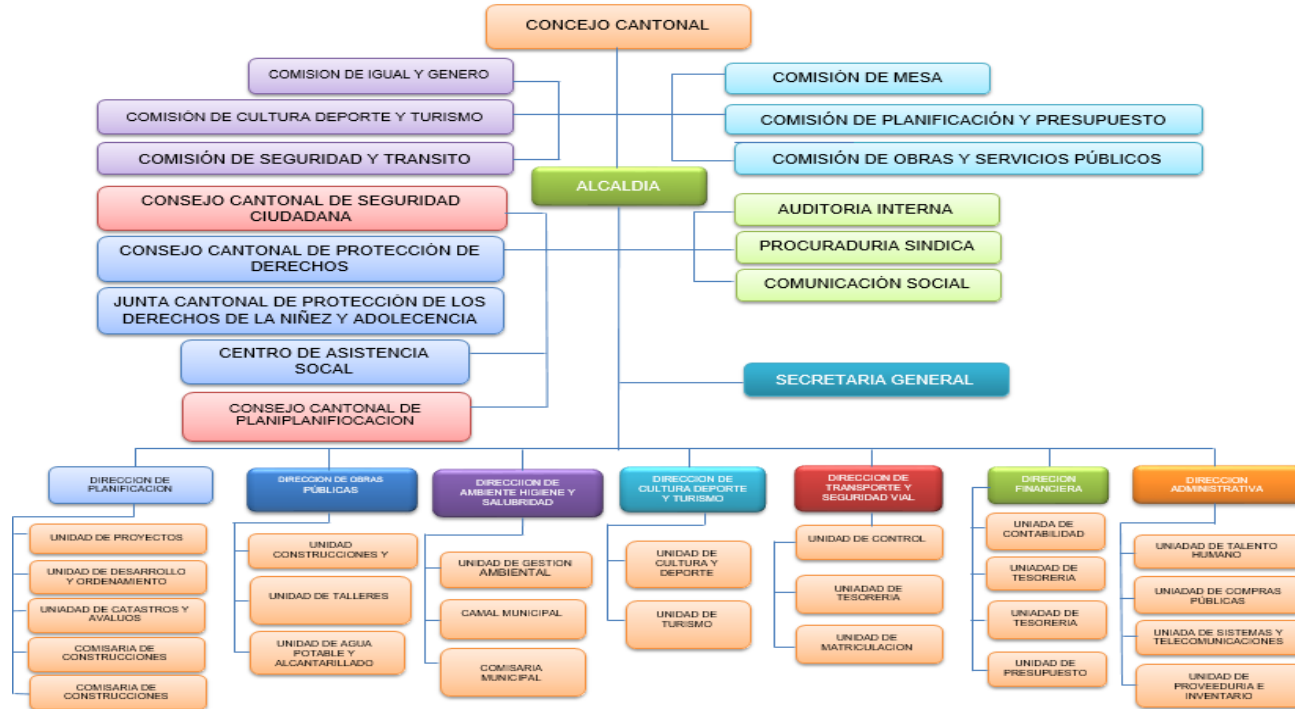 CONCEJO CANTONAL
COMISION DE IGUAL Y GENERO
COMISIÓN DE CULTURA DEPORTE Y TURISMO
COMISIÓN DE SEGURIDAD Y TRANSITO
COMISIÓN DE MESA
COMISIÓN DE PLANIFICACIÓN Y PRESUPUESTO
COMISIÓN DE OBRAS Y SERVICIOS PÚBLICOS
ALCALDIA
CONSEJO CANTONAL DE SEGURIDAD
CIUDADANA
CONSEJO CANTONAL DE PROTECCIÓN DE
DERECHOS
JUNTA CANTONAL DE PROTECCIÓN DE LOS
DERECHOS DE LA NIÑEZ Y ADOLECENCIA
CENTRO DE ASISTENCIA
SOCAL
CONSEJO CANTONAL DE
PLANIPLANIFIOCACION
AUDITORIA INTERNA
PROCURADURIA SINDICA
COMUNICACIÒN SOCIAL
SECRETARIA GENERAL
DIRECCION DE
PLANIFICACION
UNIDAD DE PROYECTOS
UNIDAD DE DESARROLLO
Y ORDENAMIENTO
UNIADAD DE CATASTROS Y
AVALUOS
COMISARIA DE
CONSTRUCCIONES
COMISARIA DE
CONSTRUCCIONES
DIRECCION DE OBRAS
PÚBLICAS
UNIDAD
CONSTRUCCIONES Y
UNIDAD DE TALLERES
UNIDAD DE AGUA
POTABLE Y
ALCANTARILLADO
DIRECCIION DE
AMBIENTE HIGIENE Y
SALUBRIDAD
UNIDAD DE GESTION
AMBIENTAL
CAMAL MUNICIPAL
COMISARIA
MUNICIPAL
DIRECCION DE
CULTURA DEPORTE
Y TURISMO
UNIDAD DE
CULTURA Y
DEPORTE
UNIDAD DE
TURISMO
DIRECCION DE
TRANSPORTE Y
SEGURIDAD VIAL
UNIDAD DE CONTROL
UNIADAD DE
TESORERIA
UNIDAD DE
MATRICULACION
DIRECION
FINANCIERA
UNIADA DE
CONTABILIDAD
UNIADAD DE
TESORERIA
UNIADAD DE
TESORERIA
UNIDAD DE
PRESUPUESTO
DIRECCION
ADMINISTRATIVA
UNIADAD DE TALENTO
HUMANO
UNIADAD DE COMPRAS
PÚBLICAS
UNIADA DE SISTEMAS Y
TELECOMUNICACIONES
UNIDAD DE
PROVEEDURIA E
INVENTARIO